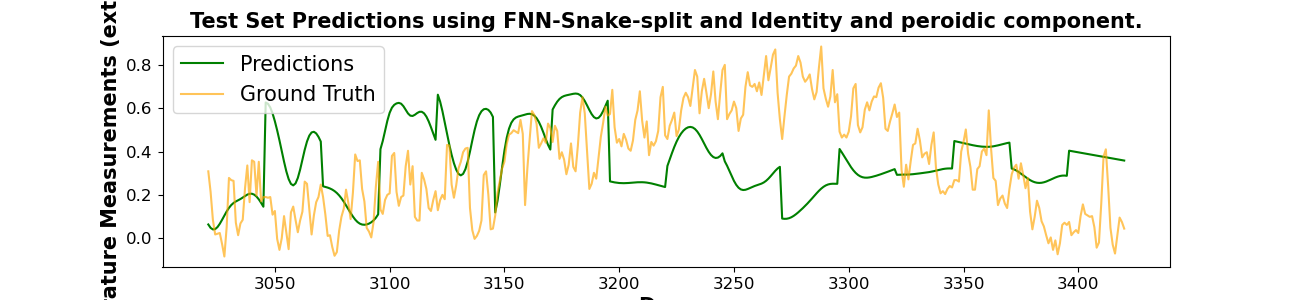 Test Set Predictions using FNN-Snake-split and Identity and peroidic component.
rature Measurements (ext
Predictions
Ground Truth
0.8
0.6
0.4
0.2
0.0
3050 3100 3150 3200 3250 3300 3350 3400